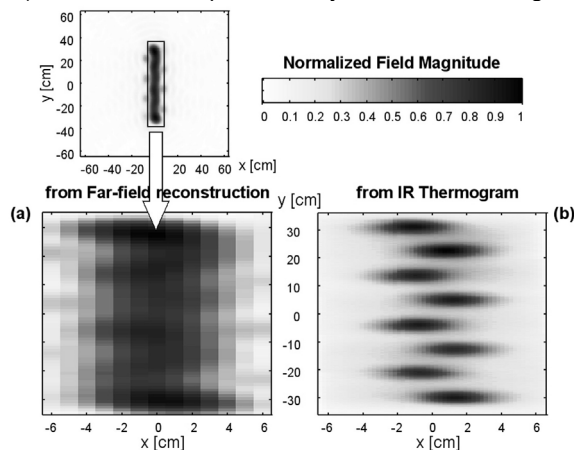 60
40
20
0
-20
-40
-60
y [cm]
-60 -40 -20 0 20 40 60
x [cm]
Normalized Field Magnitude
0 0.1 0.2 0.3 0.4 0.5 0.6 0.7 0.8 0.9 1
from Far-field reconstruction
y [cm]
from IR Thermogram
(a)
(b)
30
20
10
0
-10
-20
-30
-6 -4 -2 0 2 4 6
x [cm]
-6 -4 -2 0 2 4 6
x [cm]